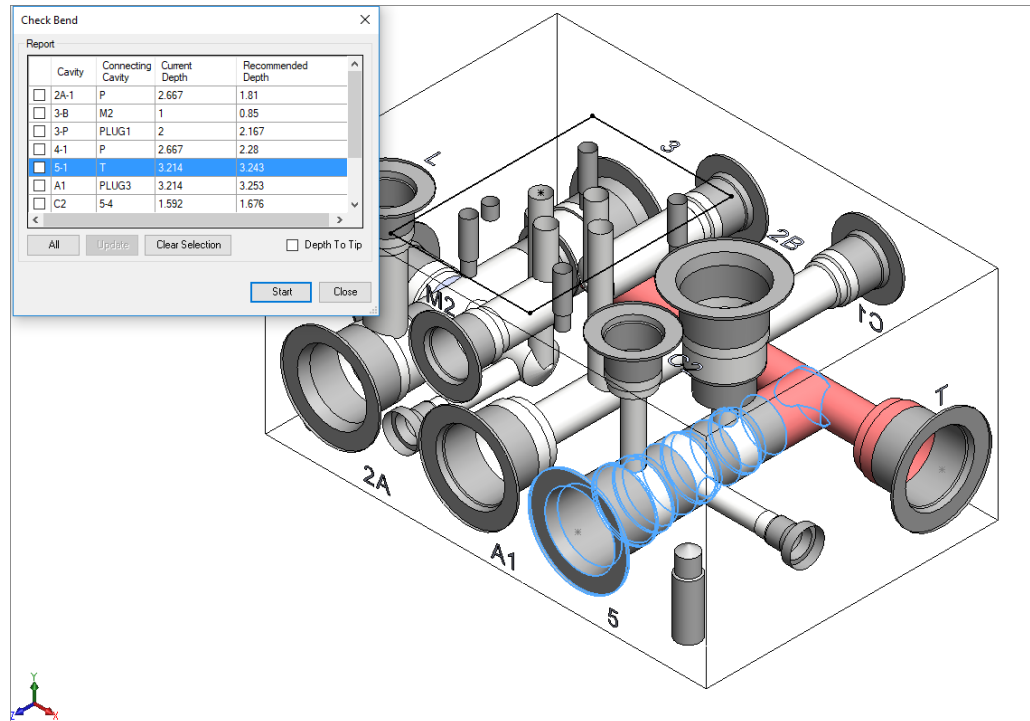 Check Bend
Report
Cavity Connecting Cavity Current Depth Recommended Depth
2A-1 P 2.667 1.81
3-B M2 1 0.85
3-P PLUG1 2 2.167
4-1 P 2.667 2.28
5-1 T 3.214 3.243
A1 PLUG3 3.214 3.253
C2 5-4 1.592 1.676
All Update Clear Selection Depth To Tip
Start Close
L
3
2B
M2
C1
C2
T
2A
A1
5
Y
Z X